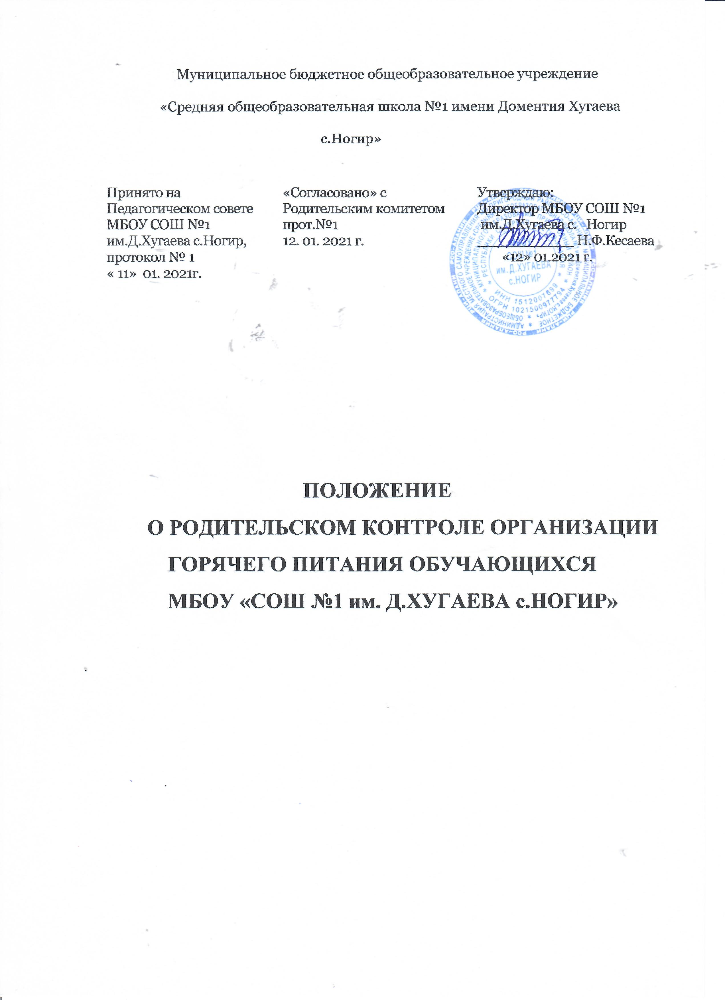 Муниципальное бюджетное общеобразовательное учреждение
«Средняя общеобразовательная школа №1 имени Доментия Хугаева
с.Ногир»
Принято на
Педагогическом совете
МБОУ СОШ №1
им.Д.Хугаева с.Ногир,
протокол № 1
« 11» 01. 2021г.
«Согласовано» с
Родительским комитетом
прот.№1
12. 01. 2021 г.
Утверждаю:
Директор МБОУ СОШ №1
им.Д.Хугаева с. Ногир
Н.Ф.Кесаева
«12» 01.2021 г.
СОШ №1
им. Д.ХУГАЕВА
с.НОГИР
ИНН 1512007699
ОГРН 1021500977794
ПОЛОЖЕНИЕ
О РОДИТЕЛЬСКОМ КОНТРОЛЕ ОРГАНИЗАЦИИ
ГОРЯЧЕГО ПИТАНИЯ ОБУЧАЮЩИХСЯ
МБОУ «СОШ №1 им. Д.ХУГАЕВА с.НОГИР»